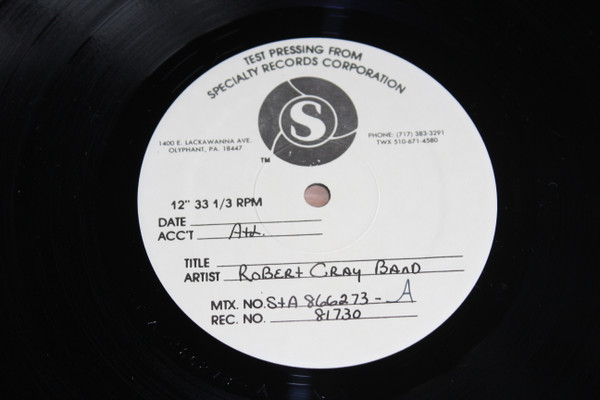 TEST PRESSING FROM
SPECIALTY RECORDS CORPORATION
S
1400 E. LACKAWANNA AVE.
OLYPHANT, PA. 18447
PHONE: (717) 383-3291
TWX 510-671-4580
TM
12" 33 1/3 RPM
DATE
ACC'T Atl.
TITLE
ARTIST ROBERT CRAY BAND
MTX. NO. StA 866273 - A
REC. NO. 81730